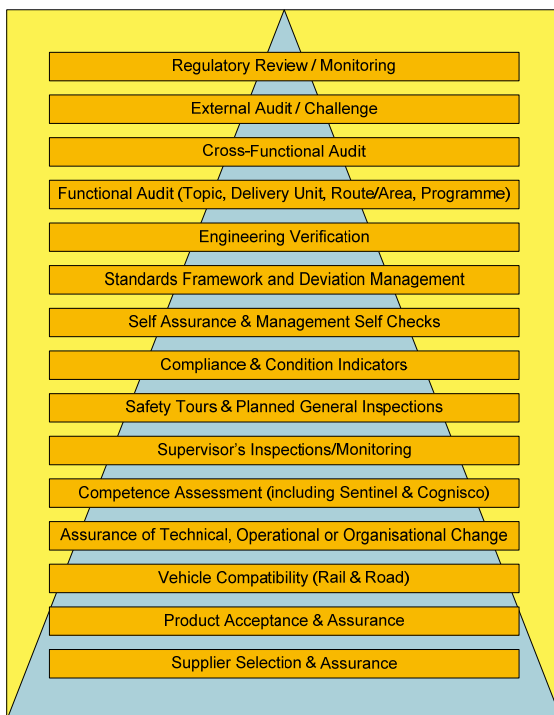 Regulatory Review / Monitoring
External Audit / Challenge
Cross-Functional Audit
Functional Audit (Topic, Delivery Unit, Route/Area, Programme)
Engineering Verification
Standards Framework and Deviation Management
Self Assurance & Management Self Checks
Compliance & Condition Indicators
Safety Tours & Planned General Inspections
Supervisor's Inspections/Monitoring
Competence Assessment (including Sentinel & Cognisco)
Assurance of Technical, Operational or Organisational Change
Vehicle Compatibility (Rail & Road)
Product Acceptance & Assurance
Supplier Selection & Assurance